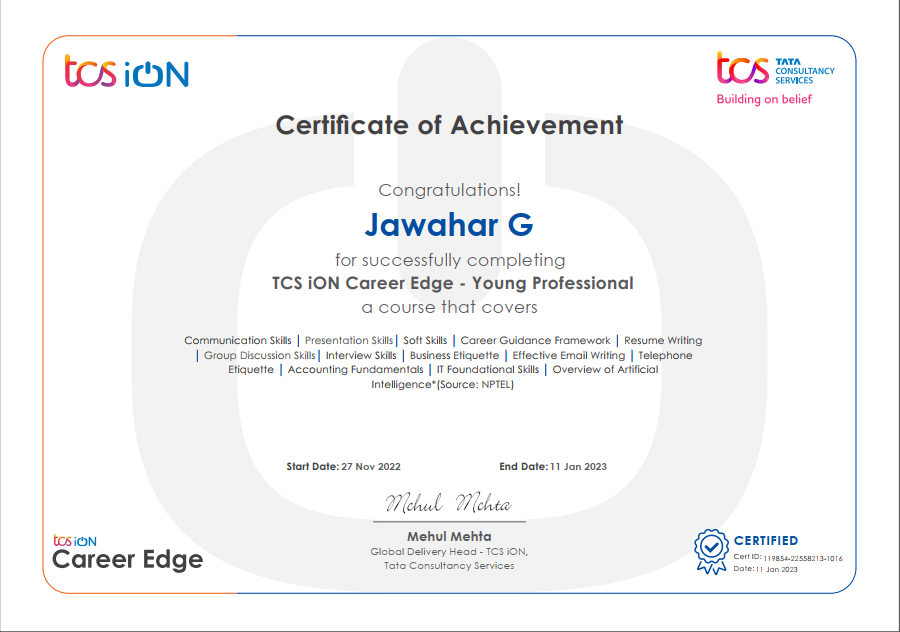 tcs iON
tcs TATA
CONSULTANCY
SERVICES
Building on belief
Certificate of Achievement
Congratulations!
Jawahar G
for successfully completing
TCS iON Career Edge - Young Professional
a course that covers
Communication Skills | Presentation Skills| Soft Skills | Career Guidance Framework | Resume Writing
| Group Discussion Skills| Interview Skills | Business Etiquette | Effective Email Writing | Telephone
Etiquette | Accounting Fundamentals | IT Foundational Skills | Overview of Artificial
Intelligence*(Source: NPTEL)
Start Date: 27 Nov 2022 End Date: 11 Jan 2023
Mehul Mehta
Mehul Mehta
Global Delivery Head - TCS iON,
Tata Consultancy Services
tcs iON
Career Edge
CERTIFIED
Cert ID: 119854-22558213-1016
Date: 11 Jan 2023